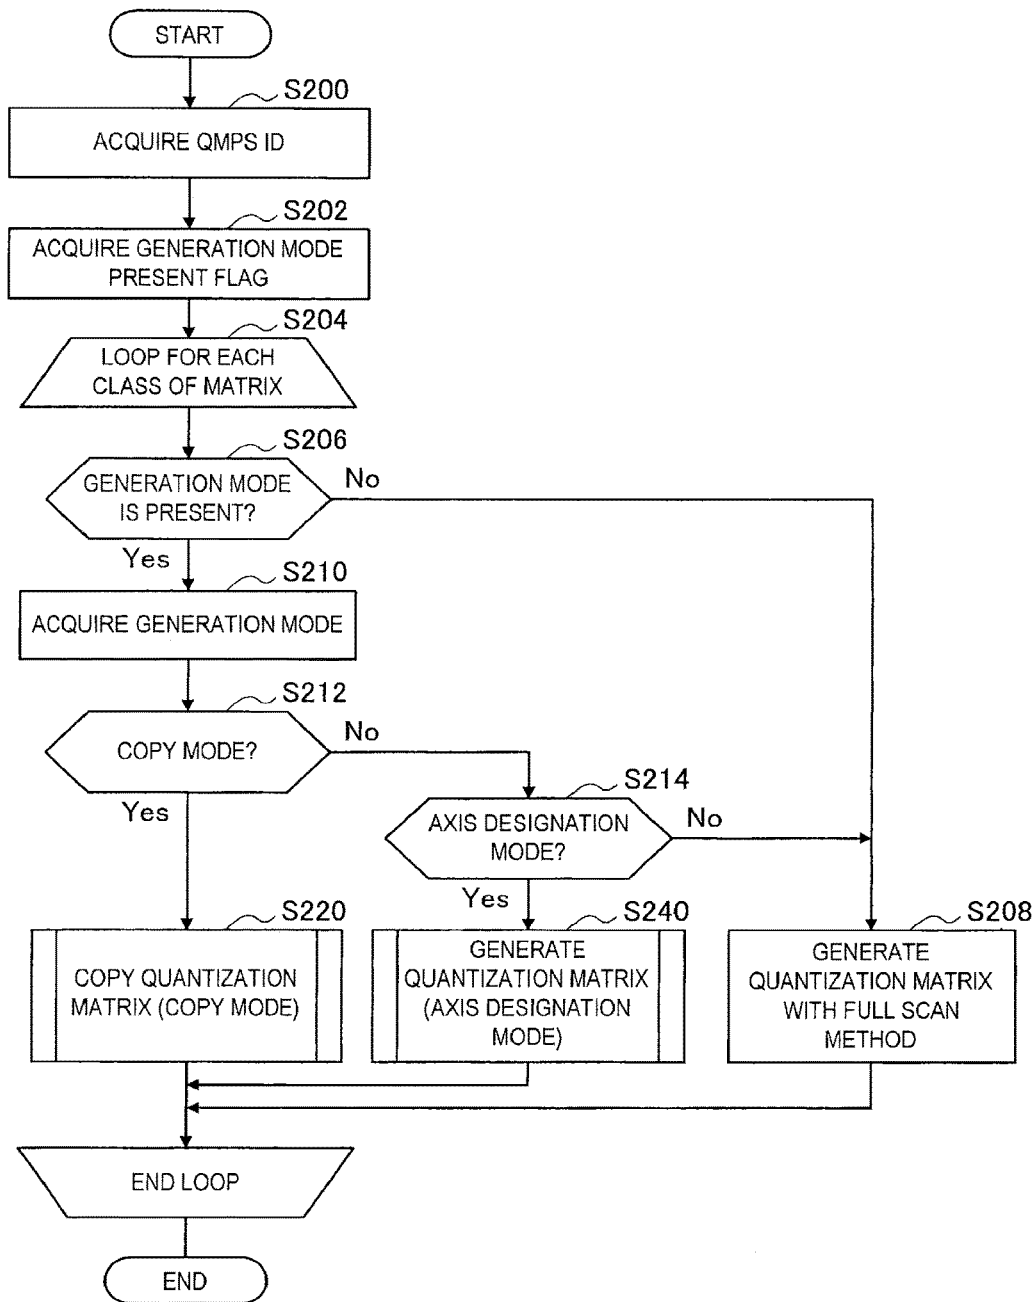 START
S200
ACQUIRE QMPS ID
S202
ACQUIRE GENERATION MODE
PRESENT FLAG
S204
LOOP FOR EACH
CLASS OF MATRIX
S206
GENERATION MODE
IS PRESENT?
No
Yes
S210
ACQUIRE GENERATION MODE
S212
COPY MODE?
No
Yes
S214
AXIS DESIGNATION
MODE?
No
Yes
S220
COPY QUANTIZATION
MATRIX (COPY MODE)
S240
GENERATE
QUANTIZATION MATRIX
(AXIS DESIGNATION
MODE)
S208
GENERATE
QUANTIZATION MATRIX
WITH FULL SCAN
METHOD
END LOOP
END